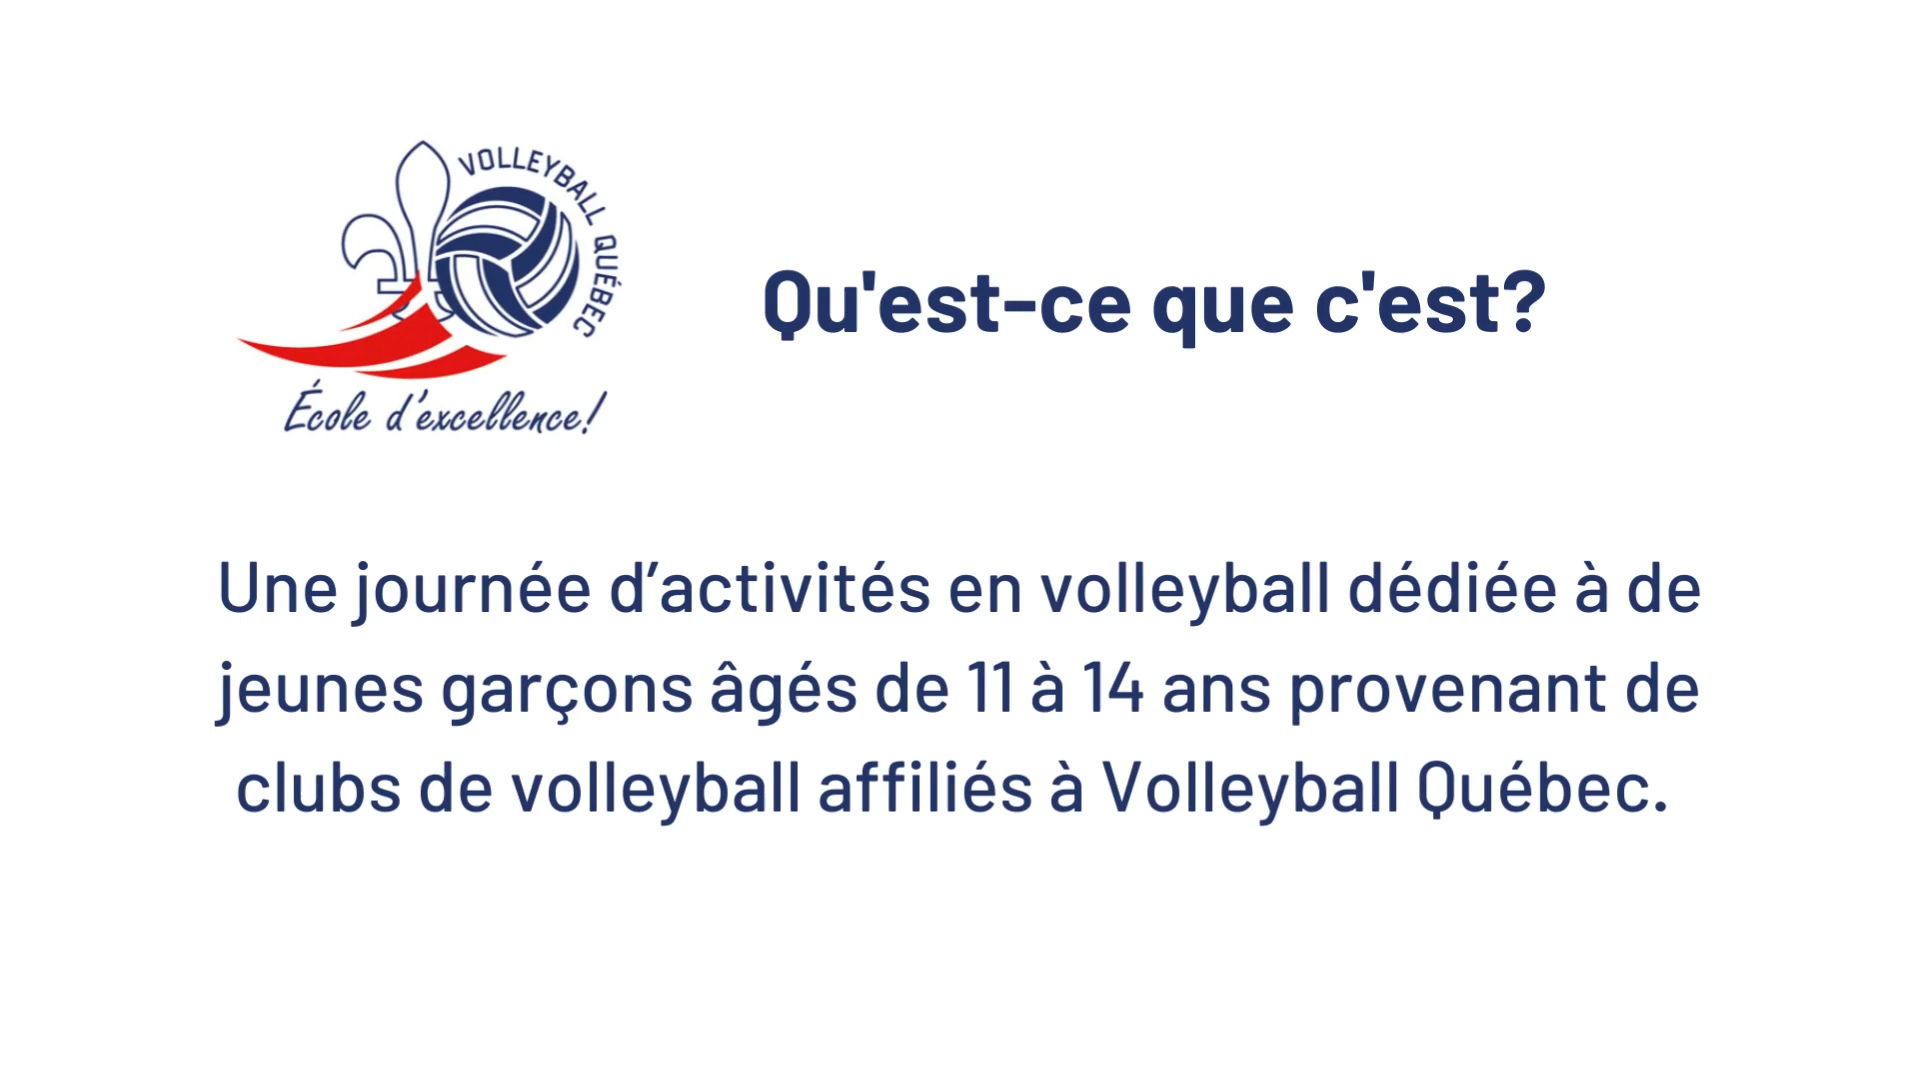 VOLLEYBALL QUÉBEC
École d'excellence!
Qu'est-ce que c'est?
Une journée d’activités en volleyball dédiée à de
jeunes garçons âgés de 11 à 14 ans provenant de
clubs de volleyball affiliés à Volleyball Québec.